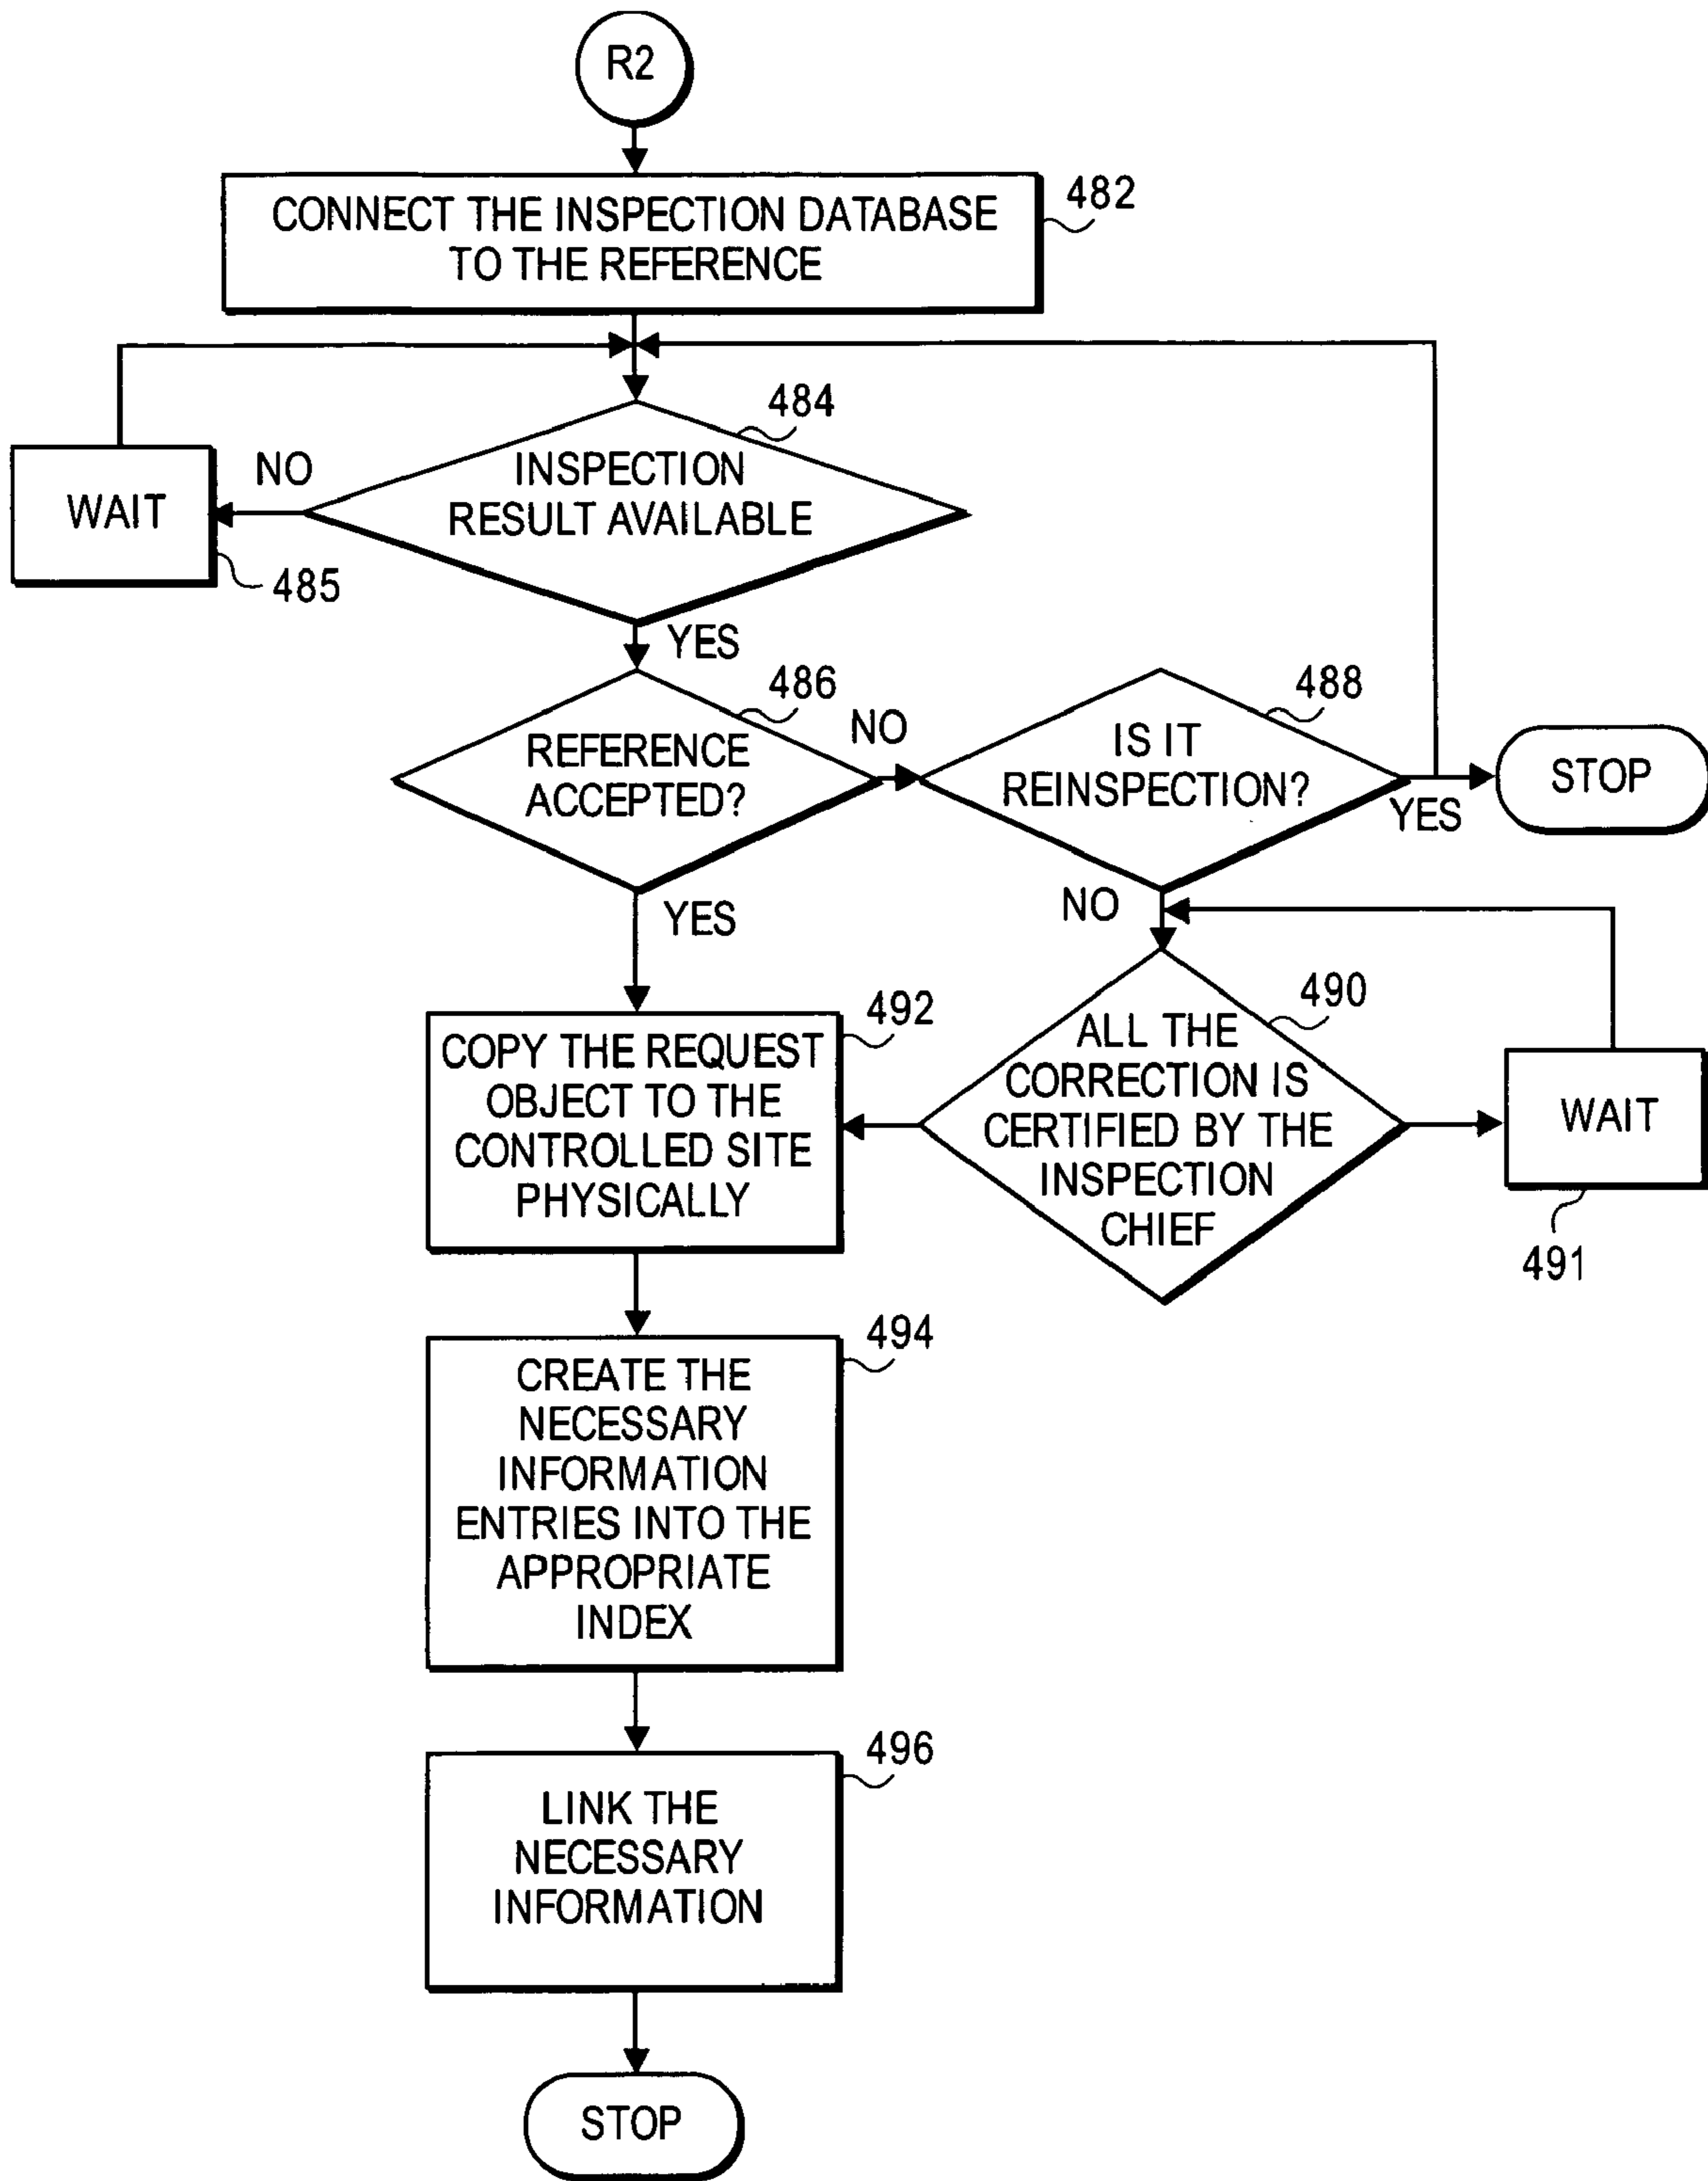 R2
CONNECT THE INSPECTION DATABASE
TO THE REFERENCE
482
484
INSPECTION
RESULT AVAILABLE
NO
WAIT
485
YES
486
REFERENCE
ACCEPTED?
NO
488
IS IT
REINSPECTION?
YES
STOP
YES
NO
492
COPY THE REQUEST
OBJECT TO THE
CONTROLLED SITE
PHYSICALLY
490
ALL THE
CORRECTION IS
CERTIFIED BY THE
INSPECTION
CHIEF
WAIT
491
494
CREATE THE
NECESSARY
INFORMATION
ENTRIES INTO THE
APPROPRIATE
INDEX
496
LINK THE
NECESSARY
INFORMATION
STOP